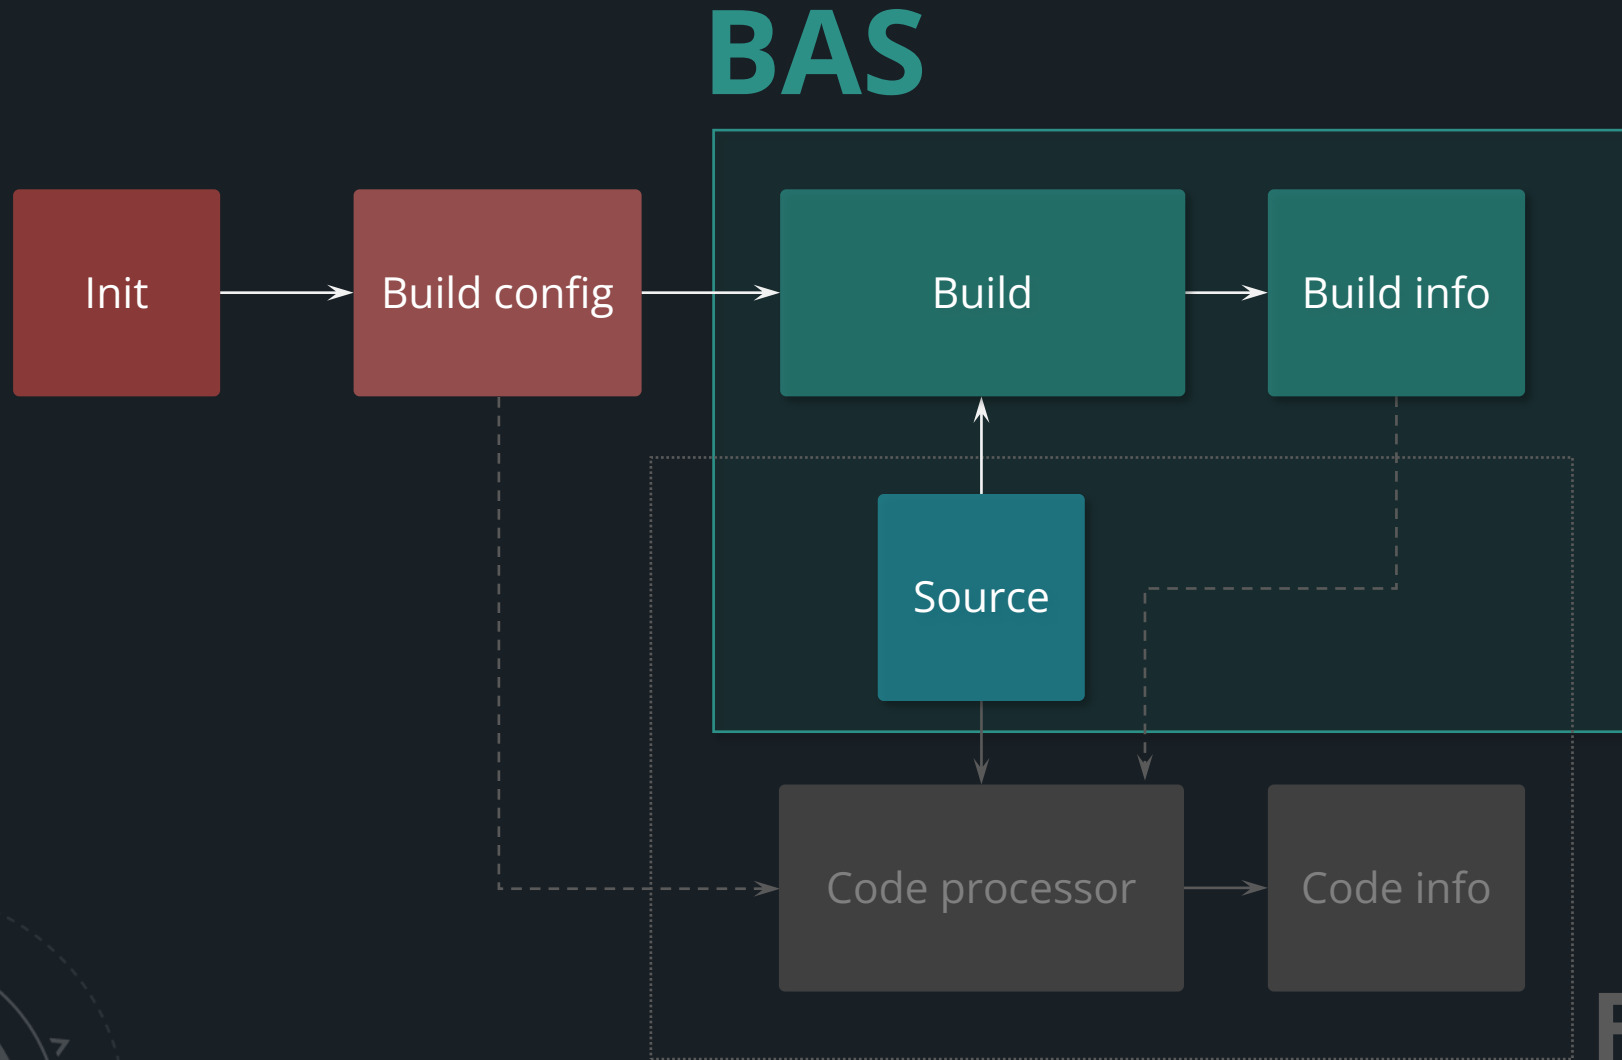 BAS
Init
Build config
Build
Build info
Source
Code processor
Code info